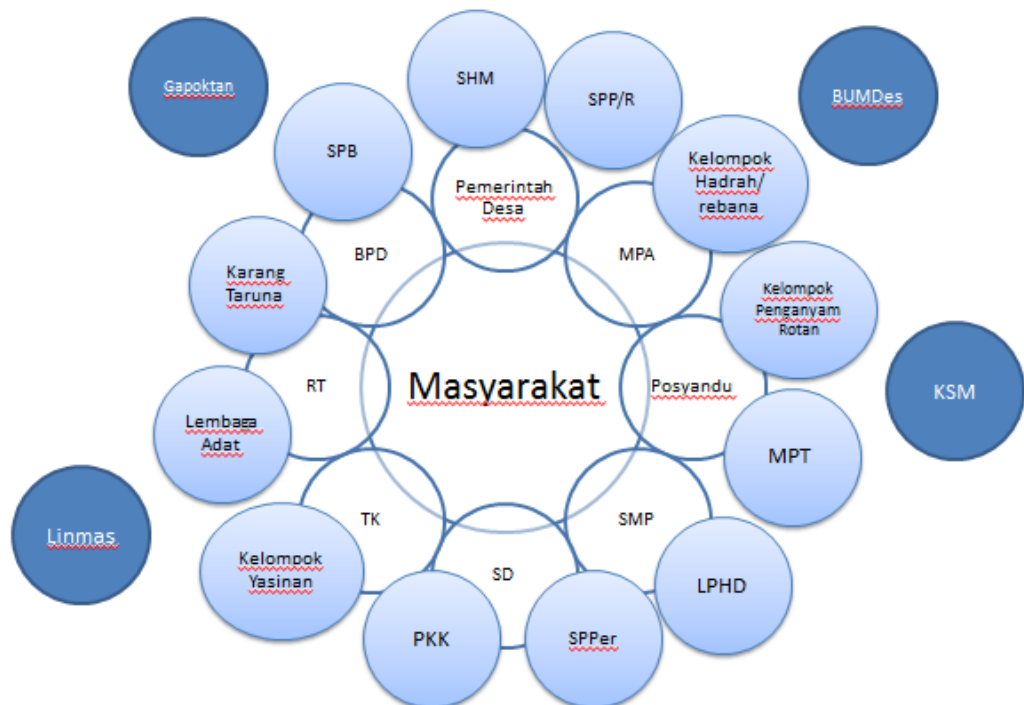 SHM
Gapoktan
SPP/R
BUMDes
SPB
Kelompok
Hadrah/
rebana
Pemerintah
Desa
BPD
MPA
Karang
Taruna
Kelompok
Penganyam
Rotan
RT
Masyarakat
Posyandu
KSM
Lembaga
Adat
MPT
TK
SMP
Linmas
Kelompok
Yasinan
SD
LPHD
PKK
SPPer